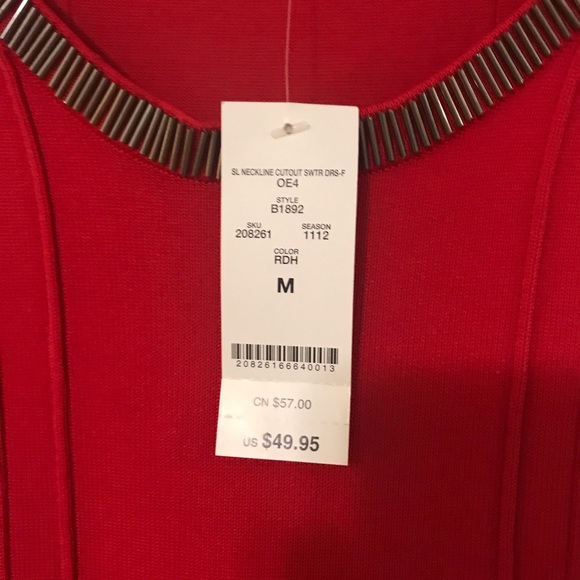 SL NECKLINE CUTOUT SWTR DRS-F
OE4
STYLE
B1892
SKU SEASON
208261 1112
COLOR
RDH
M
20826166640013
CN $57.00
US $49.95